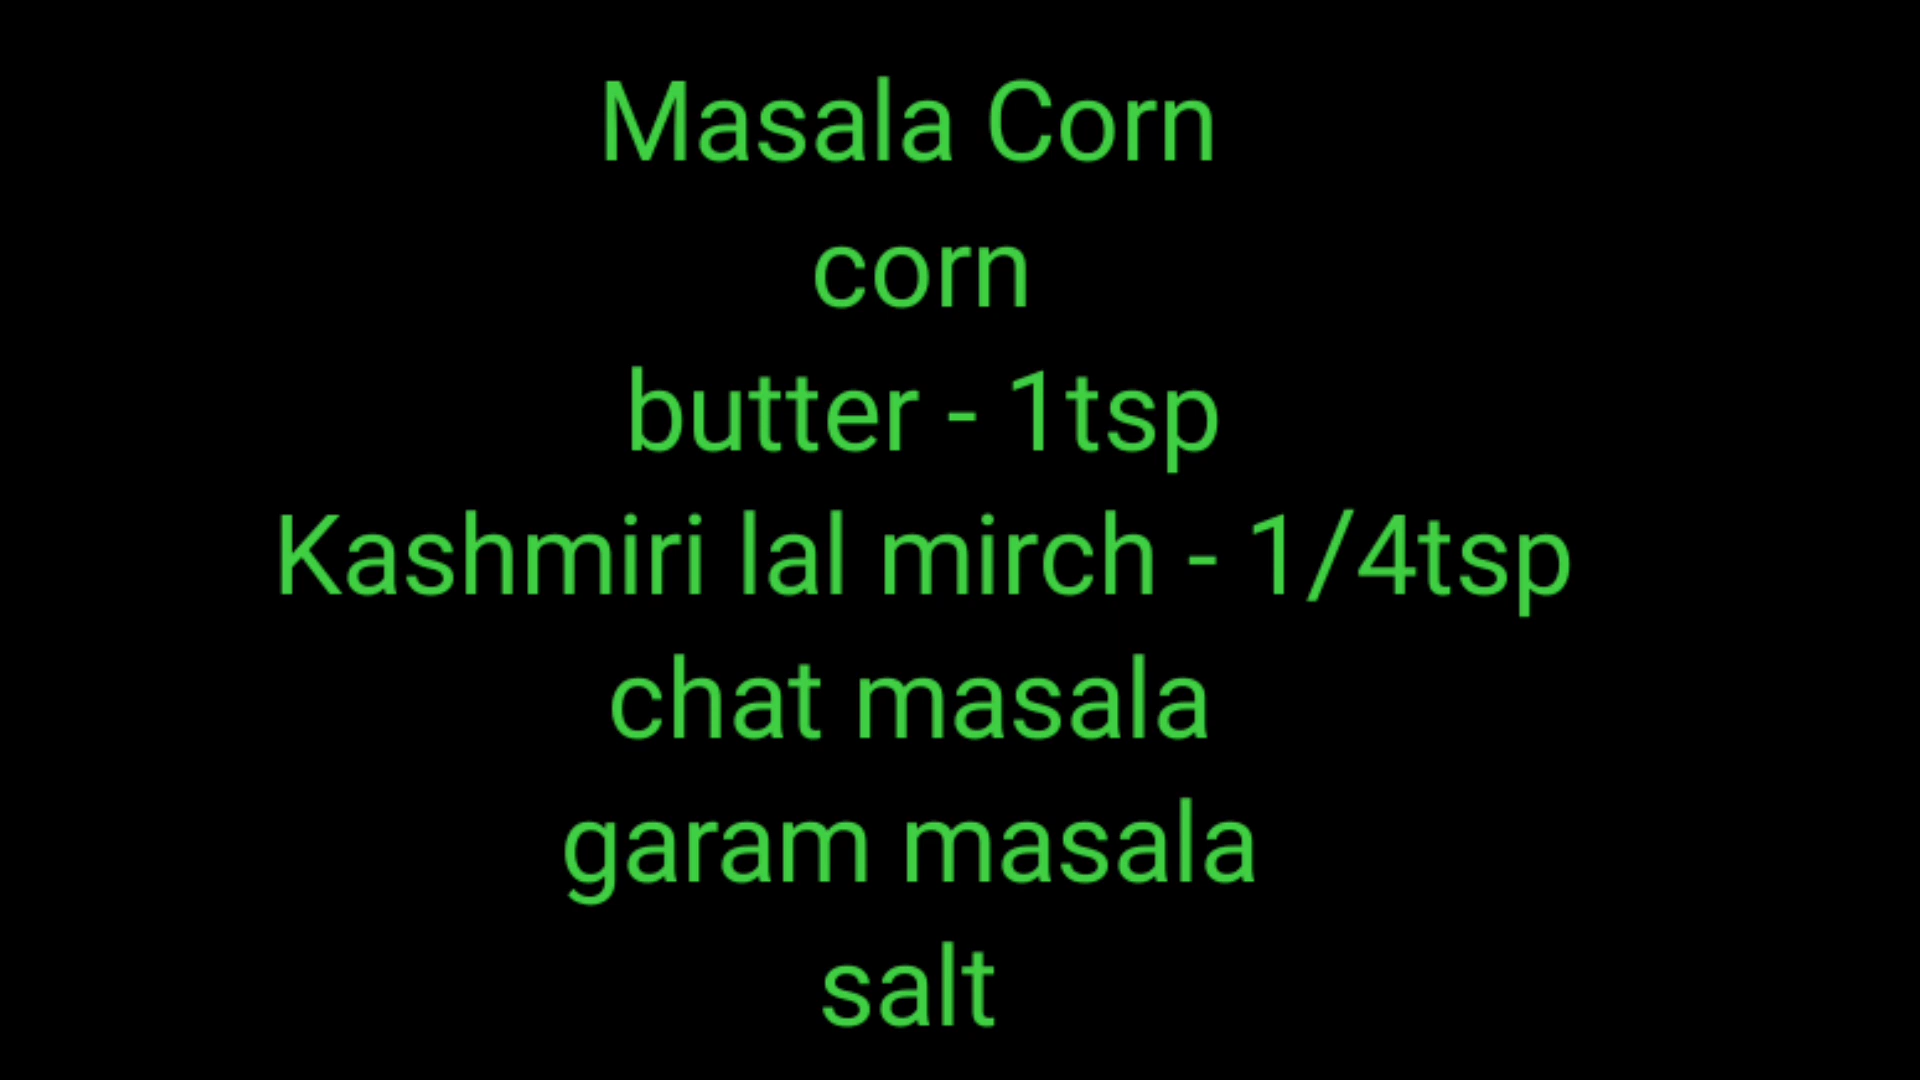 Masala Corn
corn
butter - 1tsp
Kashmiri lal mirch - 1/4tsp
chat masala
garam masala
salt